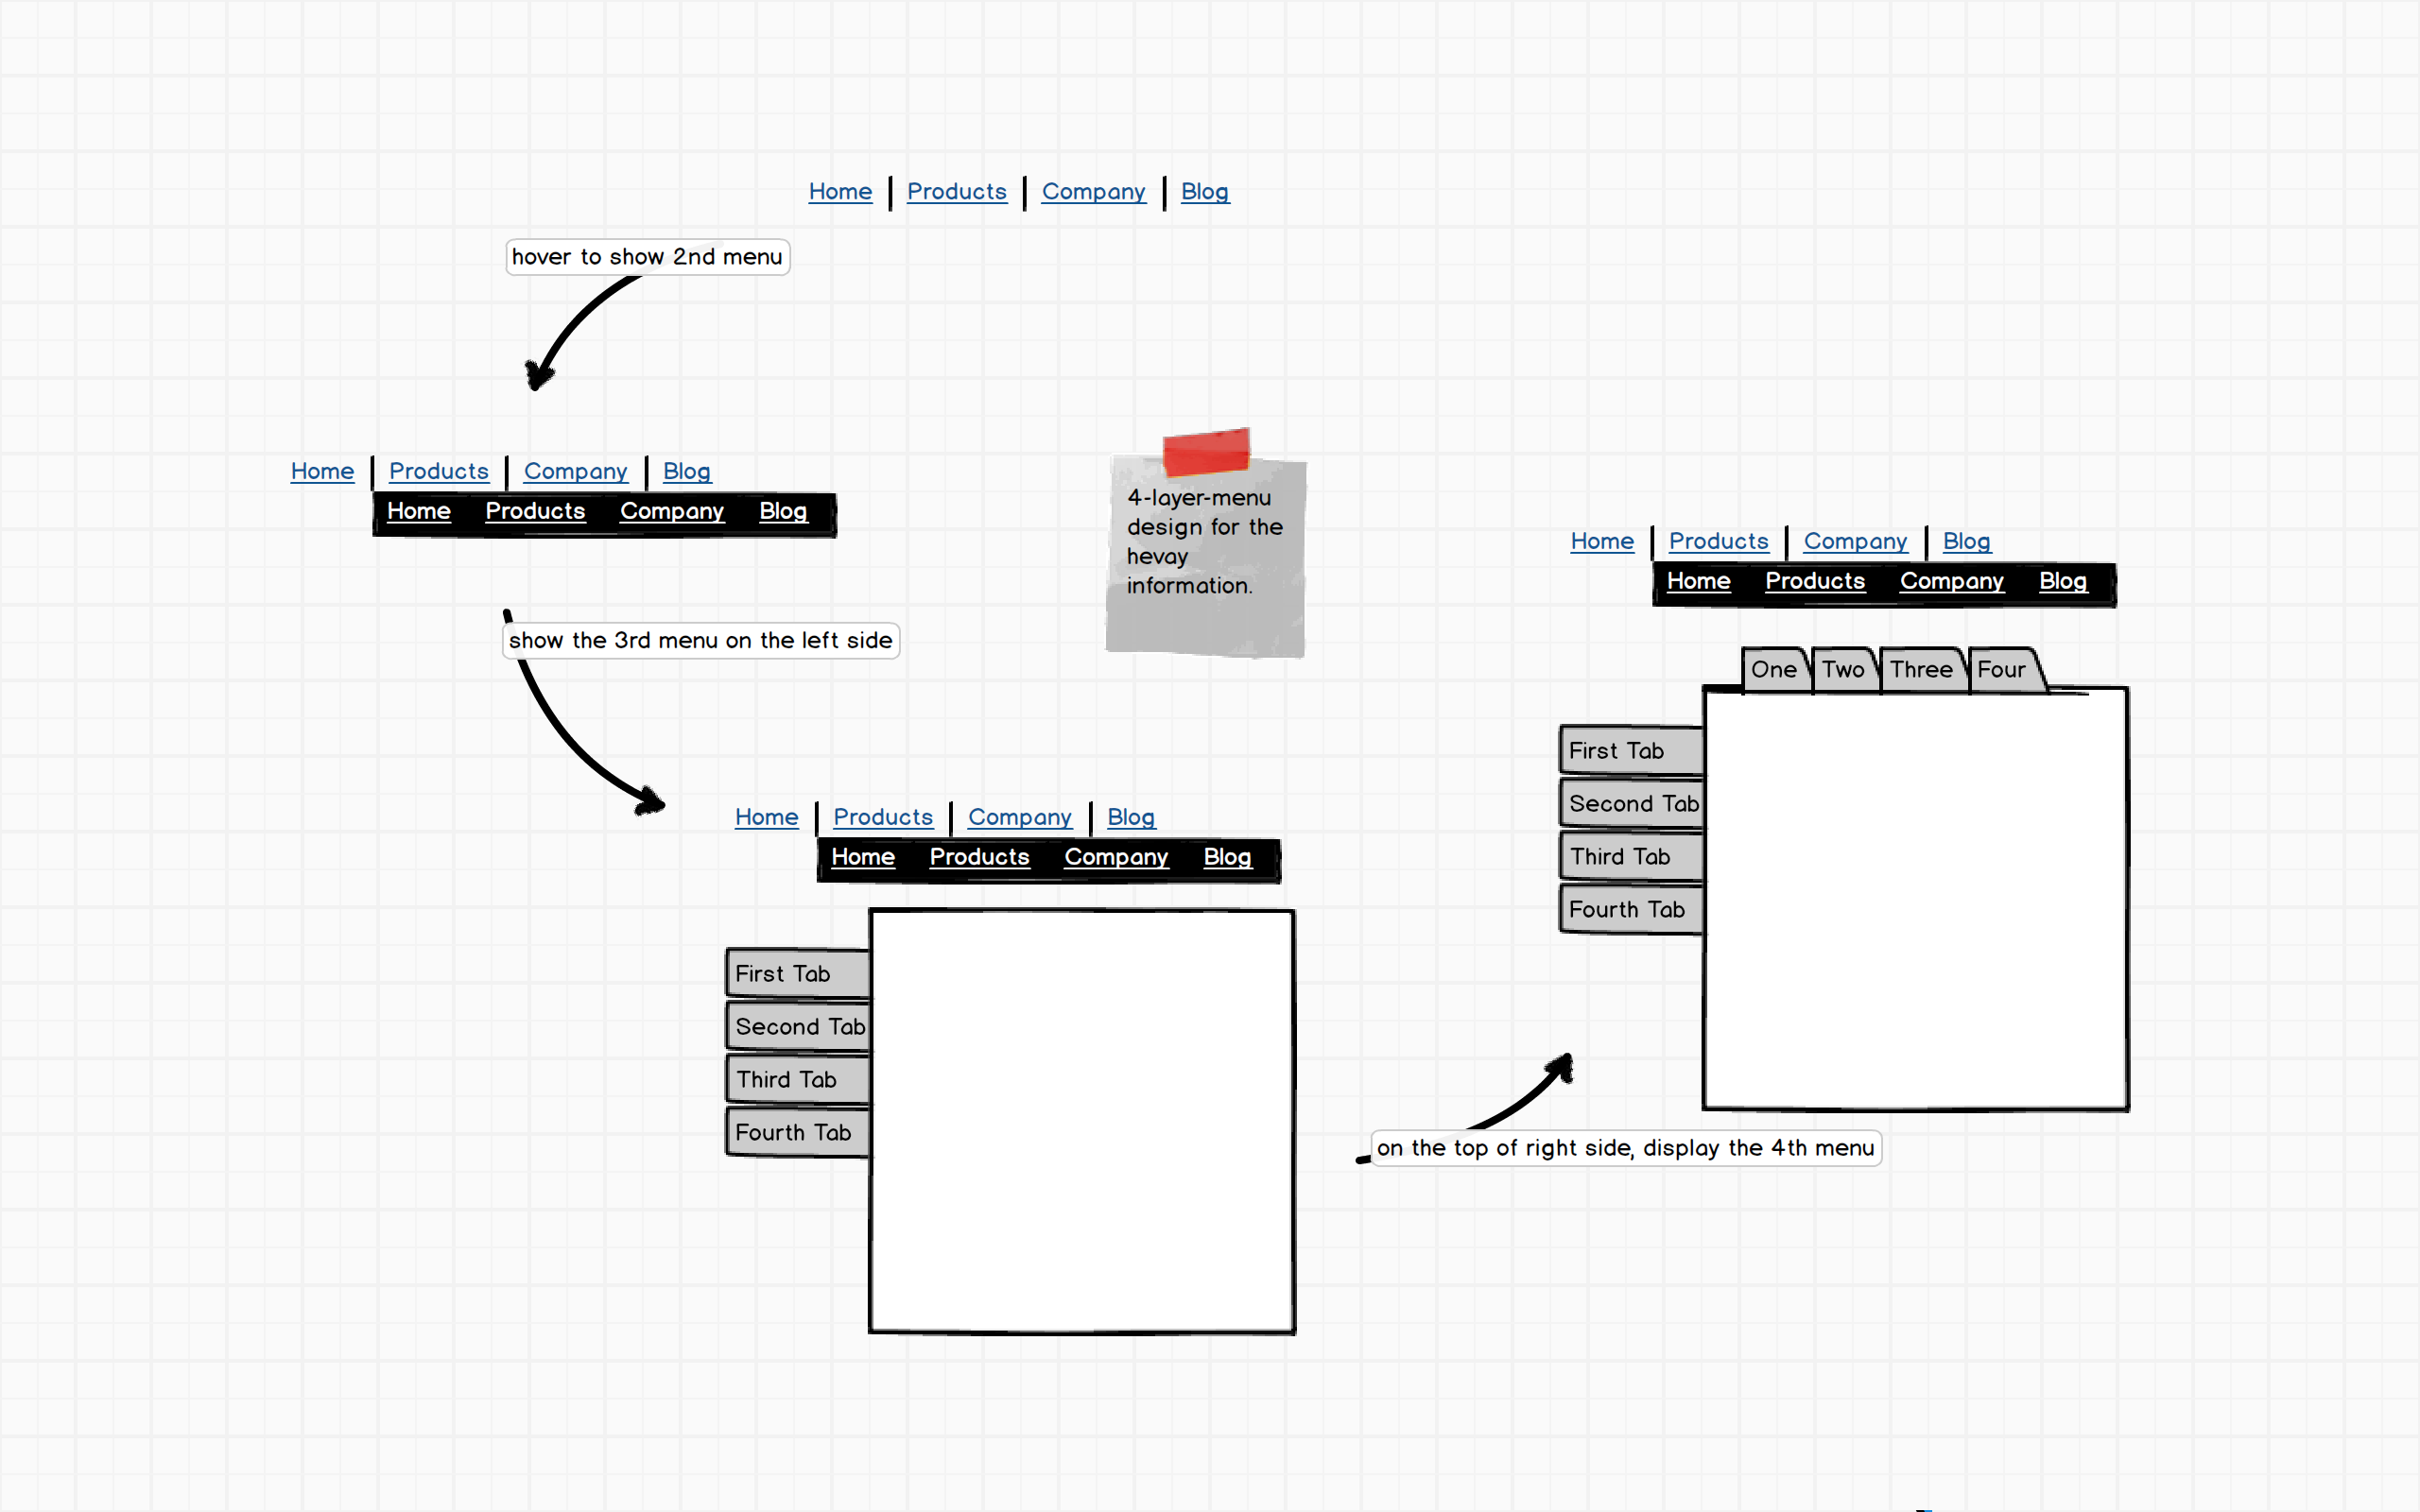 Home Products Company Blog
hover to show 2nd menu
Home Products Company Blog
Home Products Company Blog
4-layer-menu
design for the
hevay
information.
show the 3rd menu on the left side
Home Products Company Blog
Home Products Company Blog
First Tab
Second Tab
Third Tab
Fourth Tab
on the top of right side, display the 4th menu
Home Products Company Blog
Home Products Company Blog
One Two Three Four
First Tab
Second Tab
Third Tab
Fourth Tab